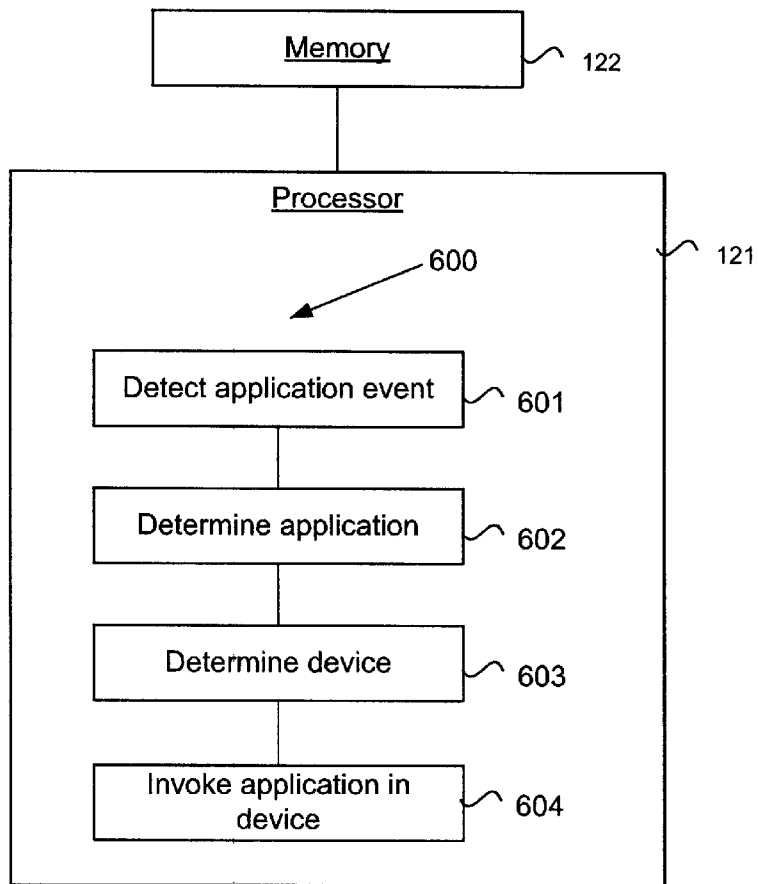 Memory
122
Processor
121
600
Detect application event
601
Determine application
602
Determine device
603
Invoke application in
device
604